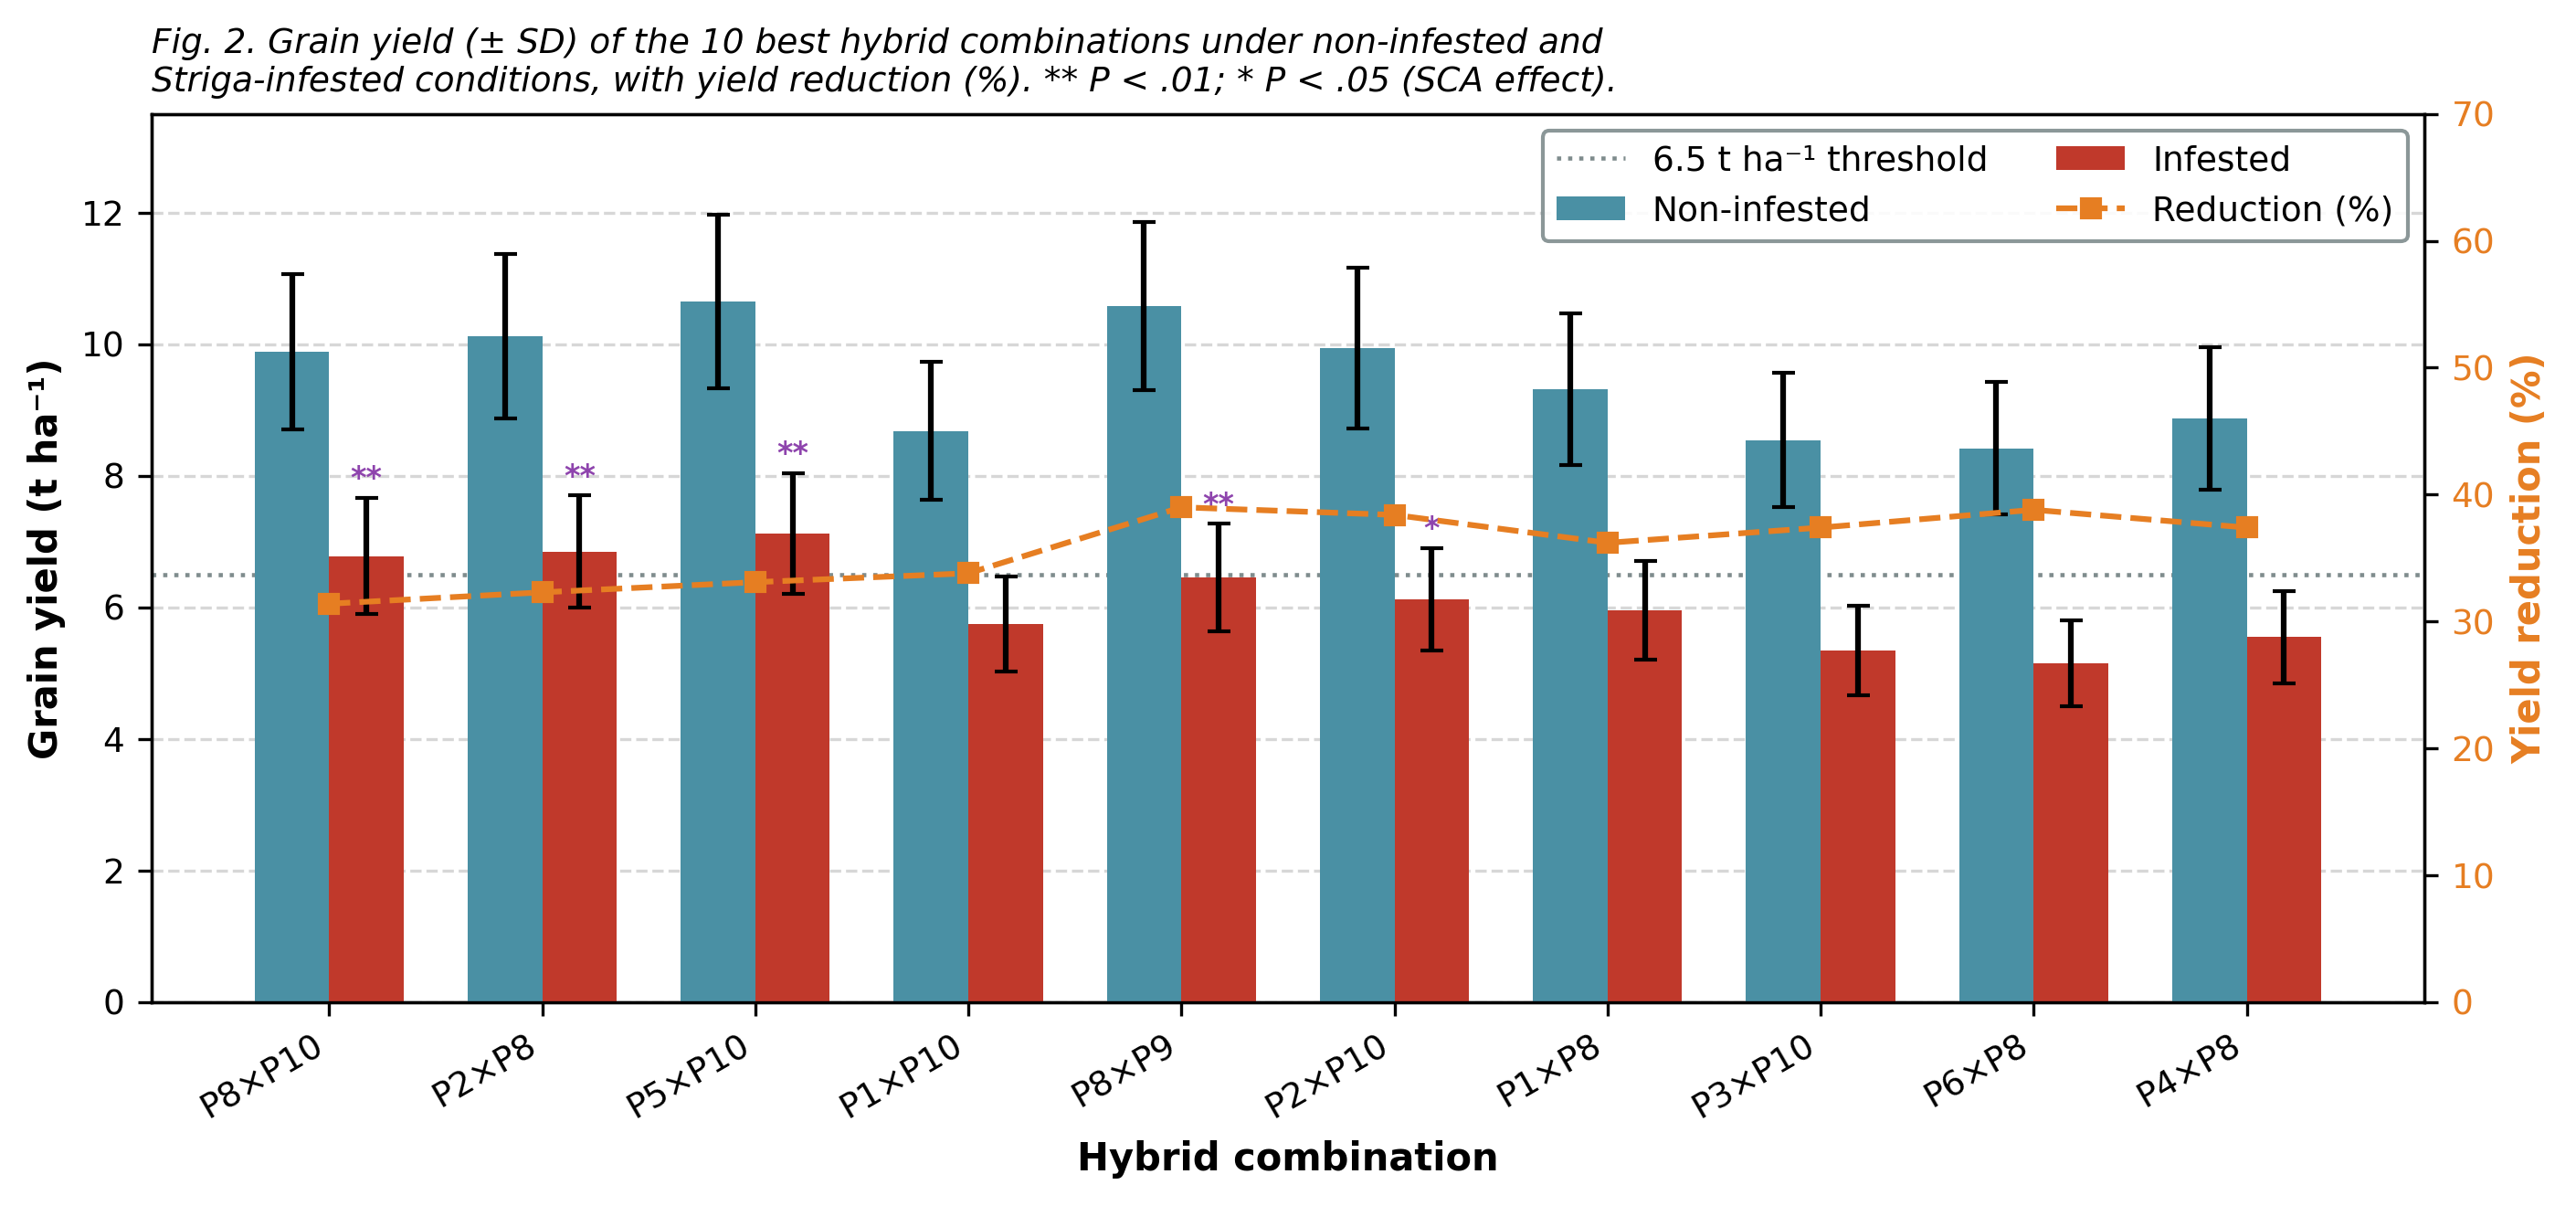 Fig. 2. Grain yield (± SD) of the 10 best hybrid combinations under non-infested and
Striga-infested conditions, with yield reduction (%). ** P < .01; * P < .05 (SCA effect).
6.5 t ha⁻¹ threshold
Non-infested
Infested
Reduction (%)
Grain yield (t ha⁻¹)
12
10
8
6
4
2
0
**
**
**
**
*
70
60
50
40
30
20
10
0
Yield reduction (%)
P8×P10
P2×P8
P5×P10
P1×P10
P8×P9
P2×P10
P1×P8
P3×P10
P6×P8
P4×P8
Hybrid combination